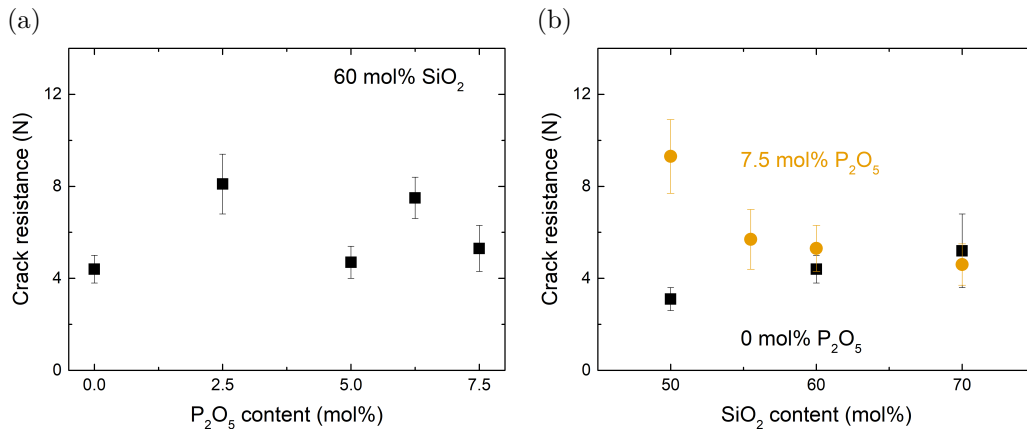 (a)
60 mol% SiO₂
Crack resistance (N)
12
8
4
0
0.0 2.5 5.0 7.5
P₂O₅ content (mol%)
(b)
7.5 mol% P₂O₅
0 mol% P₂O₅
Crack resistance (N)
12
8
4
0
50 60 70
SiO₂ content (mol%)